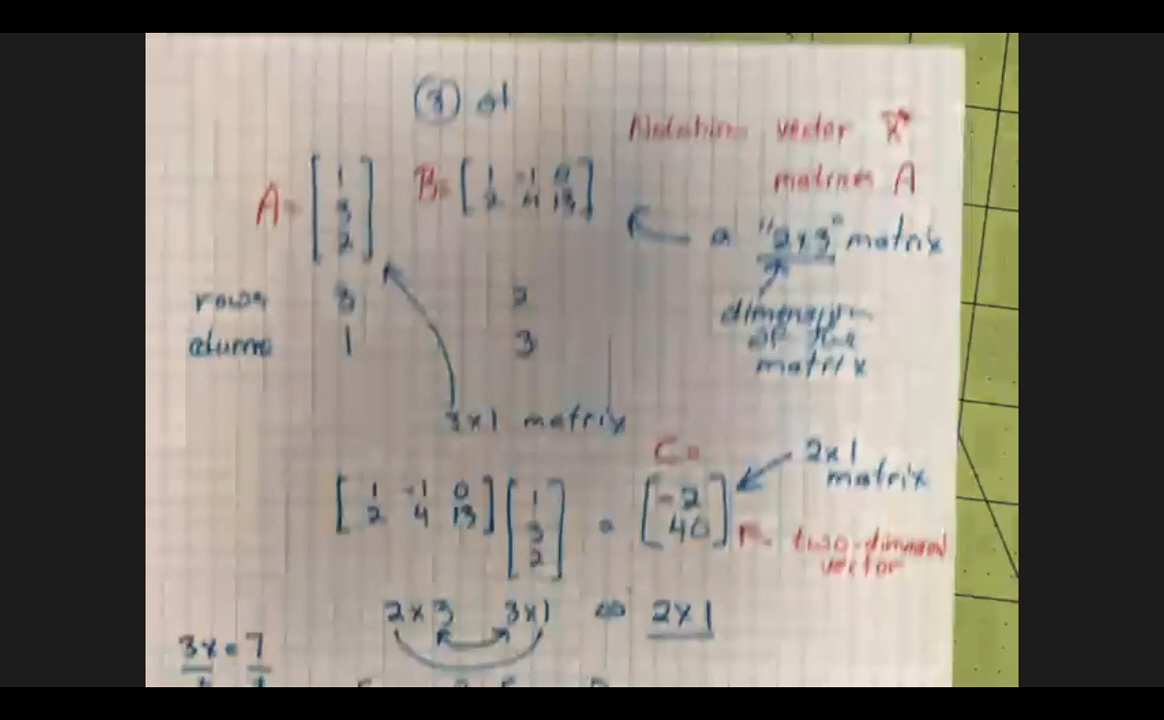 Notation vector x⃗
matrices A
A = [1 3 2] B = [1 -1 0
2 4 13]
a "2x3" matrix
rows 3 2
columns 1 3
dimension
of the
matrix
3x1 matrix
C =
2x1
matrix
[1 -1 0
2 4 13] [1
3
2] = [-2
40]
two-dimensional
vector
2x3 3x1 2x1
3x = 7